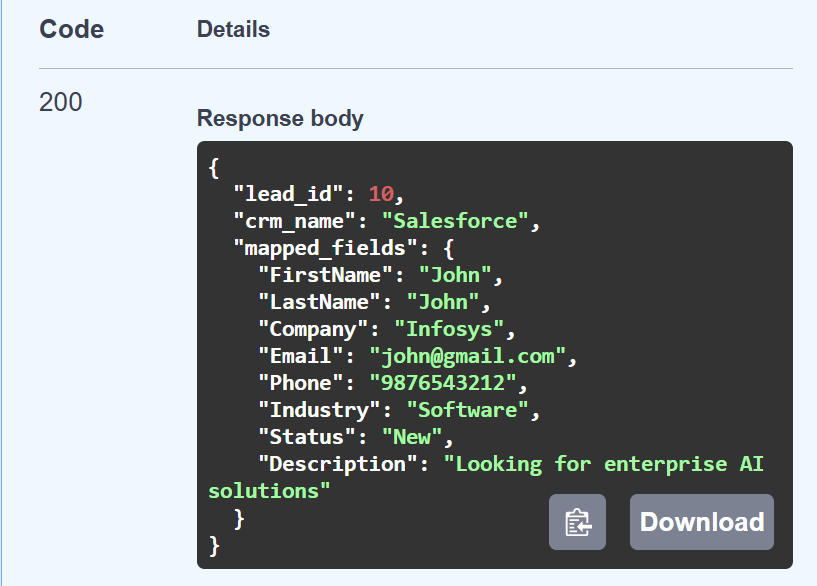 Code Details
200
Response body
{
  "lead_id": 10,
  "crm_name": "Salesforce",
  "mapped_fields": {
    "FirstName": "John",
    "LastName": "John",
    "Company": "Infosys",
    "Email": "john@gmail.com",
    "Phone": "9876543212",
    "Industry": "Software",
    "Status": "New",
    "Description": "Looking for enterprise AI
solutions"
  }
}
Download